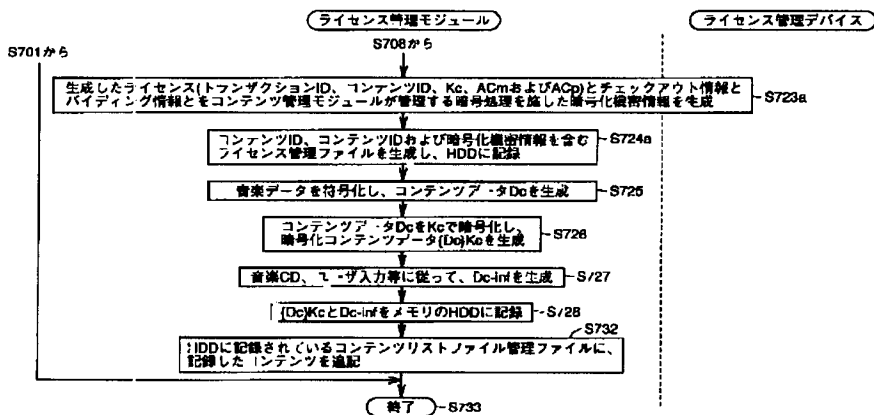 ライセンス管理モジュール
ライセンス管理デバイス
S701から
S708から
生成したライセンス(トランザクションID、コンテンツID、Kc、ACmおよびACp)とチェックアウト情報と
バイディング情報とをコンテンツ管理モジュールが管理する暗号処理を施した暗号化機密情報を生成
S723a
コンテンツID、コンテンツIDおよび暗号化機密情報を含む
ライセンス管理ファイルを生成し、HDDに記録
S724a
音楽データを符号化し、コンテンツデータDcを生成
S725
コンテンツデータDcをKcで暗号化し、
暗号化コンテンツデータ{Dc}Kcを生成
S726
音楽CD、ユーザ入力等に従って、Dc-infを生成
S727
{Dc}KcとDc-infをメモリのHDDに記録
S728
S732
HDDに記録されているコンテンツリストファイル管理ファイルに、
記録したコンテンツを追記
終了
S733